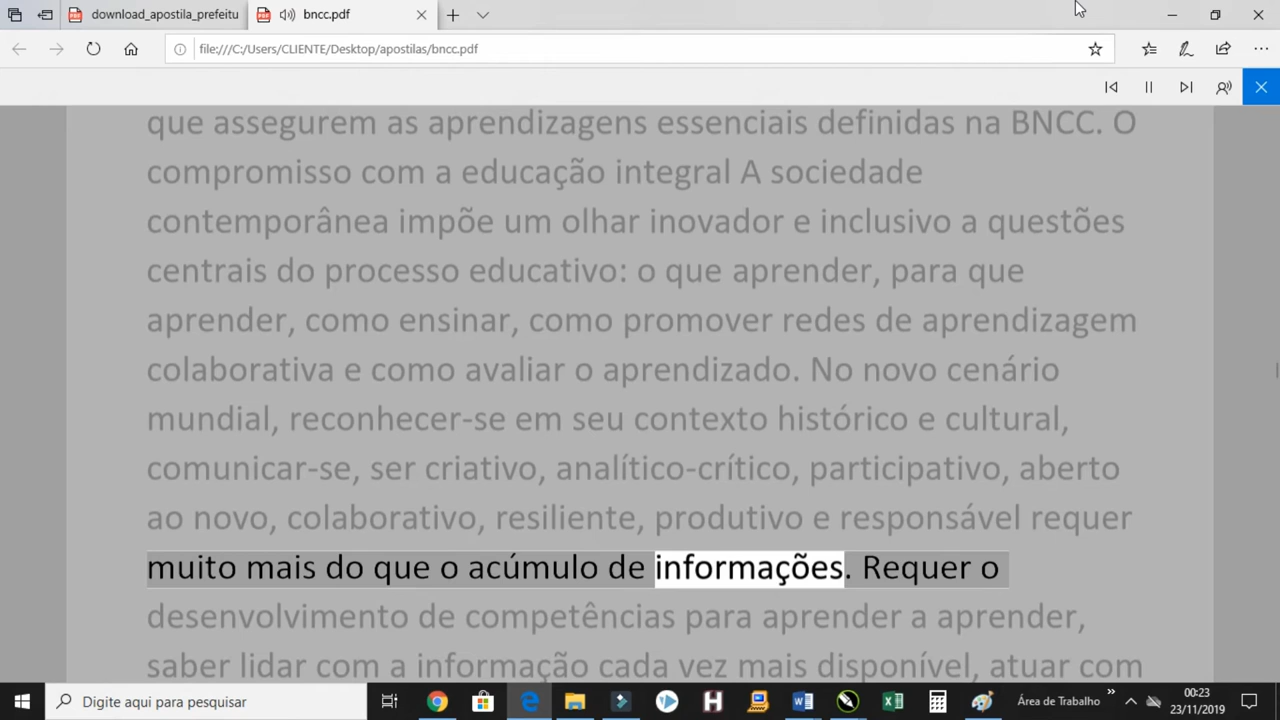 download_apostila_prefeitu
bncc.pdf
file:///C:/Users/CLIENTE/Desktop/apostilas/bncc.pdf
que assegurem as aprendizagens essenciais definidas na BNCC. O
compromisso com a educação integral A sociedade
contemporânea impõe um olhar inovador e inclusivo a questões
centrais do processo educativo: o que aprender, para que
aprender, como ensinar, como promover redes de aprendizagem
colaborativa e como avaliar o aprendizado. No novo cenário
mundial, reconhecer-se em seu contexto histórico e cultural,
comunicar-se, ser criativo, analítico-crítico, participativo, aberto
ao novo, colaborativo, resiliente, produtivo e responsável requer
muito mais do que o acúmulo de informações. Requer o
desenvolvimento de competências para aprender a aprender,
saber lidar com a informação cada vez mais disponível, atuar com
Digite aqui para pesquisar
Área de Trabalho
00:23
23/11/2019